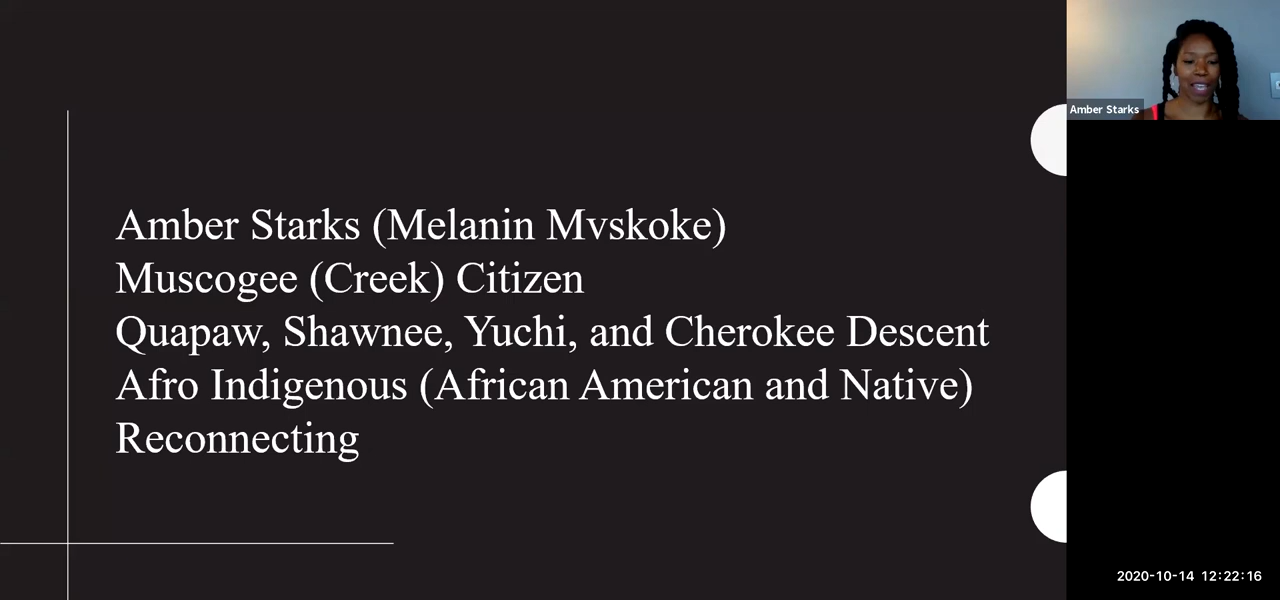 Amber Starks (Melanin Mvskoke)
Muscogee (Creek) Citizen
Quapaw, Shawnee, Yuchi, and Cherokee Descent
Afro Indigenous (African American and Native)
Reconnecting
Amber Starks
2020-10-14 12:22:16